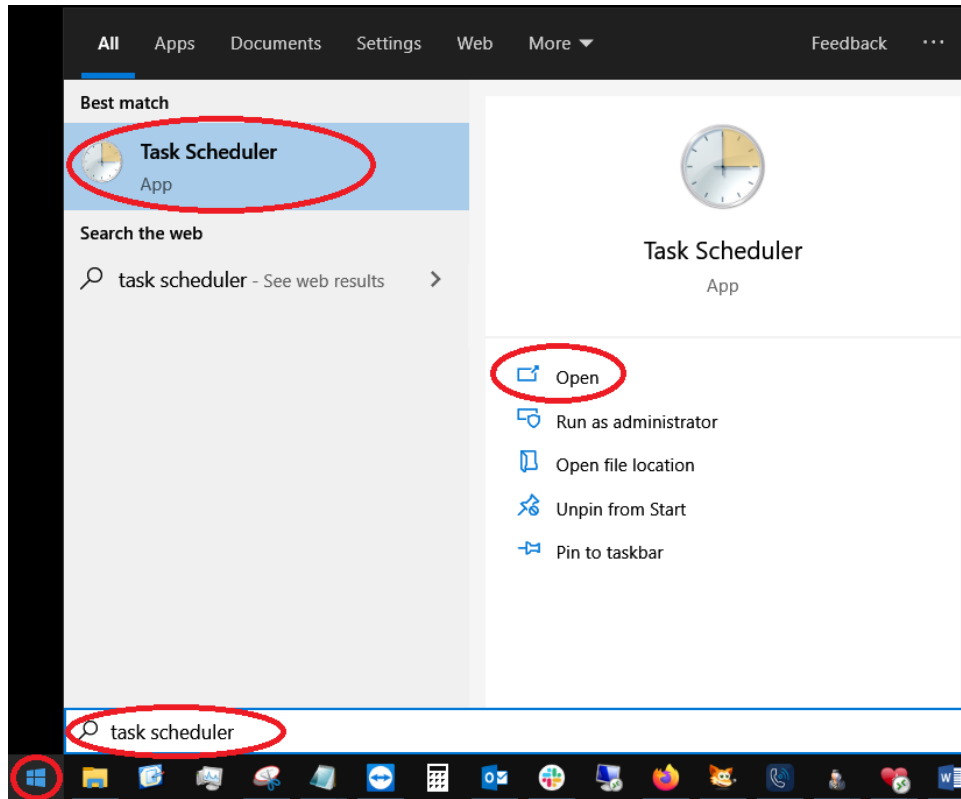 All Apps Documents Settings Web More Feedback ...
Best match
Task Scheduler
App
Search the web
task scheduler - See web results
Task Scheduler
App
Open
Run as administrator
Open file location
Unpin from Start
Pin to taskbar
task scheduler